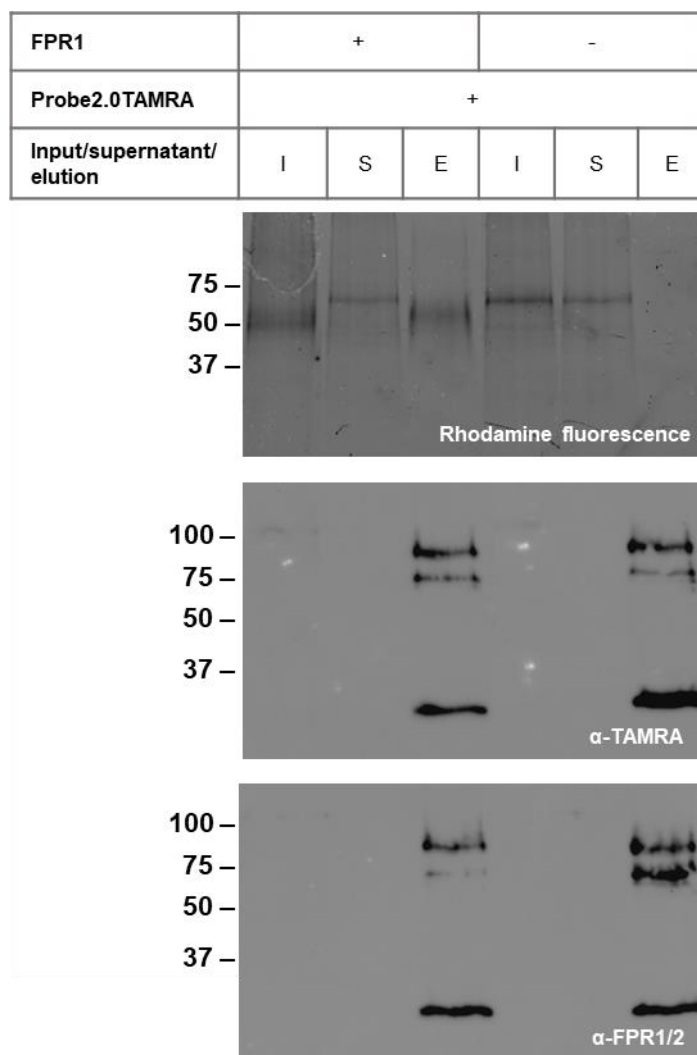 FPR1 + -
Probe2.0TAMRA +
Input/supernatant/
elution I S E I S E
75 –
50 –
37 –
Rhodamine fluorescence
100 –
75 –
50 –
37 –
α-TAMRA
100 –
75 –
50 –
37 –
α-FPR1/2